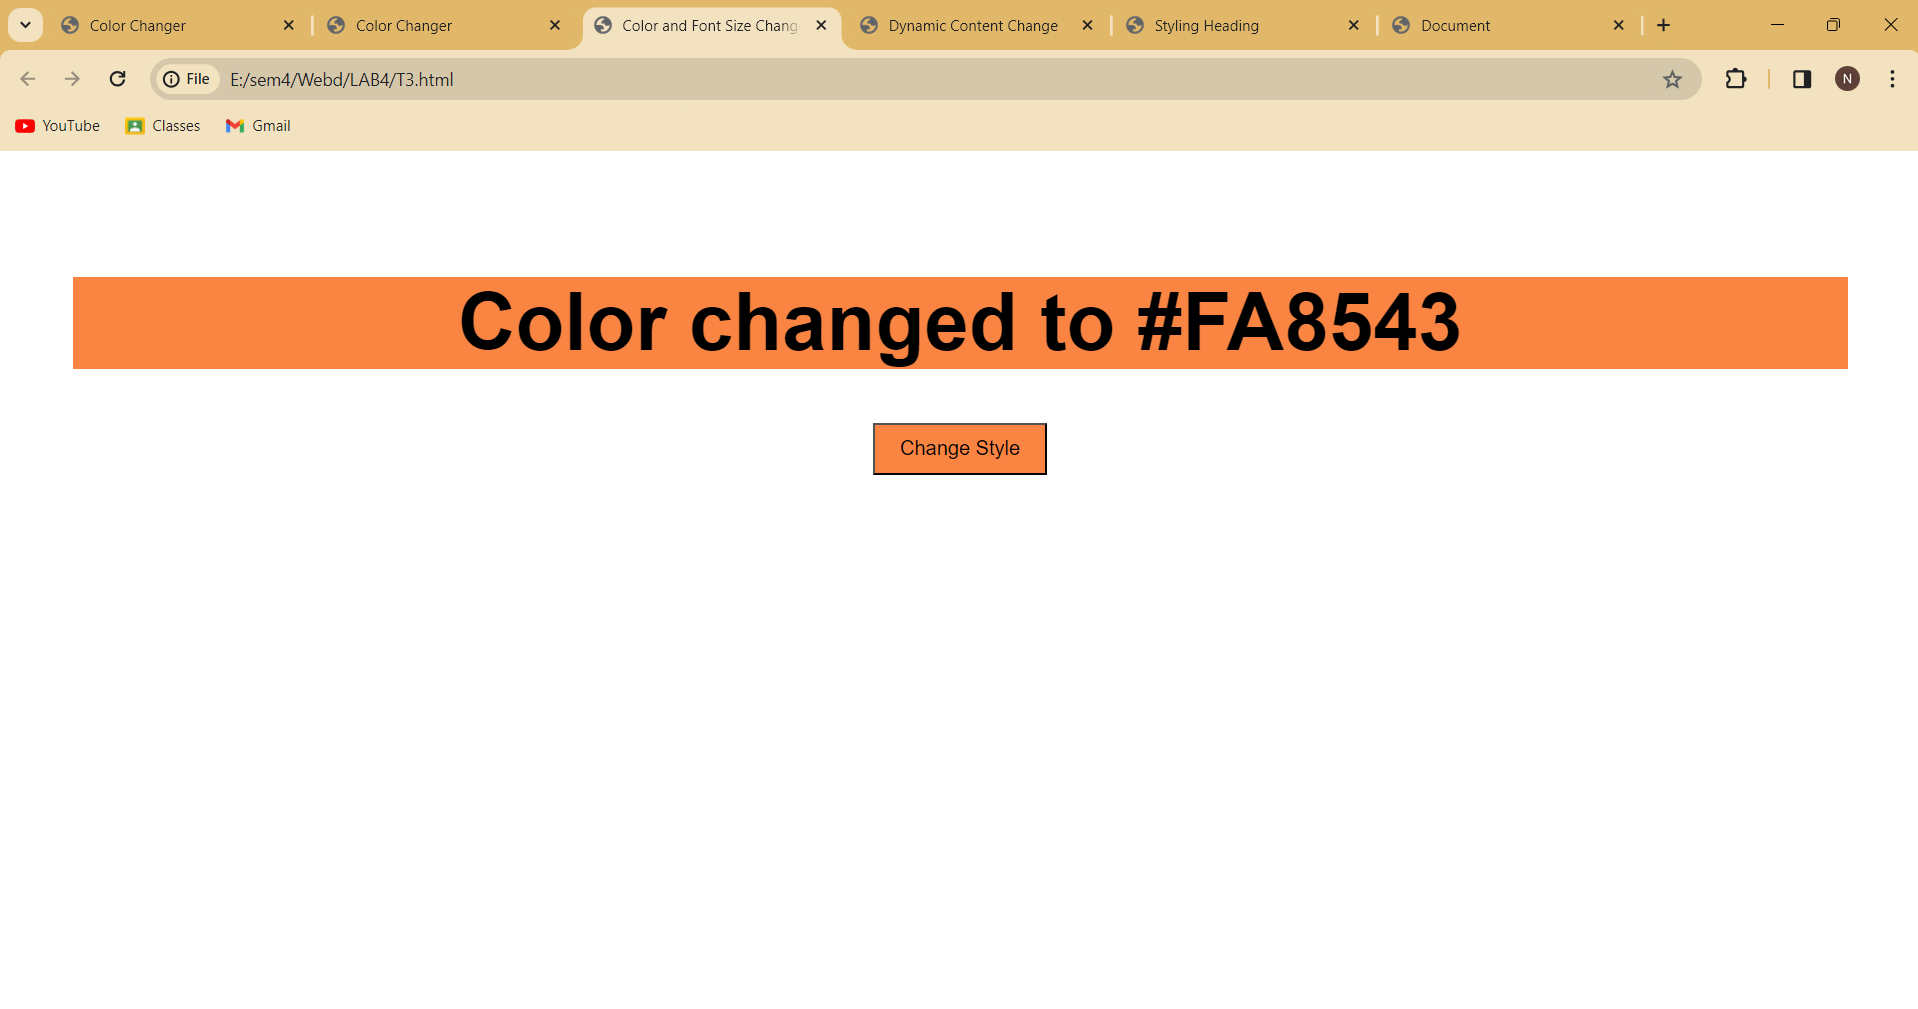 Color Changer
Color Changer
Color and Font Size Chang
Dynamic Content Change
Styling Heading
Document
File E:/sem4/Webd/LAB4/T3.html
N
YouTube Classes Gmail
Color changed to #FA8543
Change Style